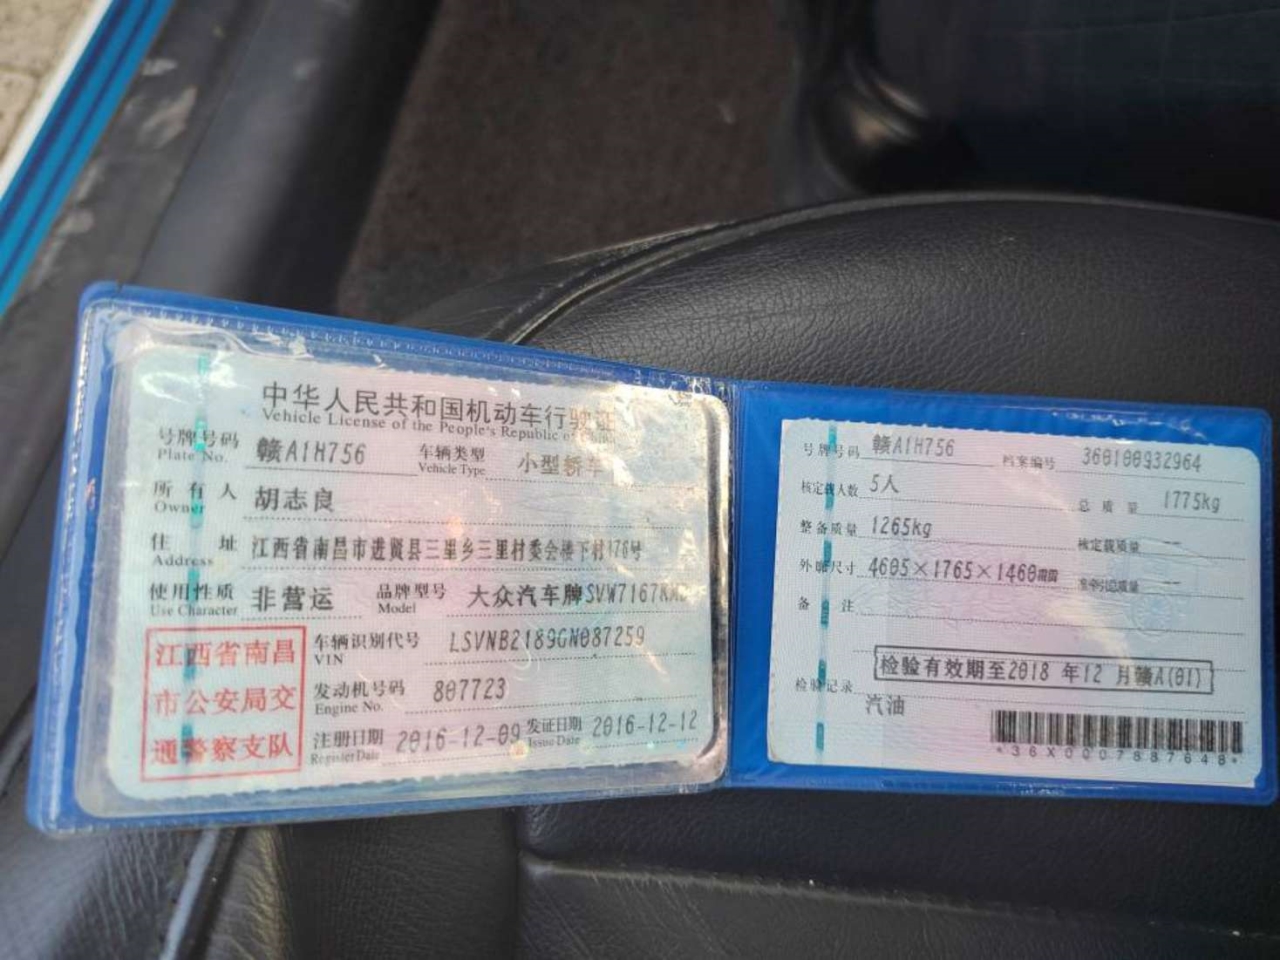 中华人民共和国机动车行驶证
Vehicle License of the People's Republic of China
号牌号码 赣A1H756 车辆类型 小型轿车
Plate No. Vehicle Type
所有人 胡志良
Owner
住址 江西省南昌市进贤县三里乡三里村委会楼下村176号
Address
使用性质 非营运 品牌型号 大众汽车牌SVW7167
Use Character Model
江西省南昌
市公安局交
通警察支队
车辆识别代号 LSVNB2189GN087259
VIN
发动机号码 807723
Engine No.
注册日期 2016-12-09 发证日期 2016-12-12
Register Date Issue Date
号牌号码 赣A1H756 档案编号 360100932964
核定载人数 5人 总质量 1775kg
整备质量 1265kg 核定载质量 --
外廓尺寸 4605×1765×1460 准牵引总质量 --
备注
检验有效期至2018 年12 月赣A(01)
检验记录
汽油
*36X0007687648*